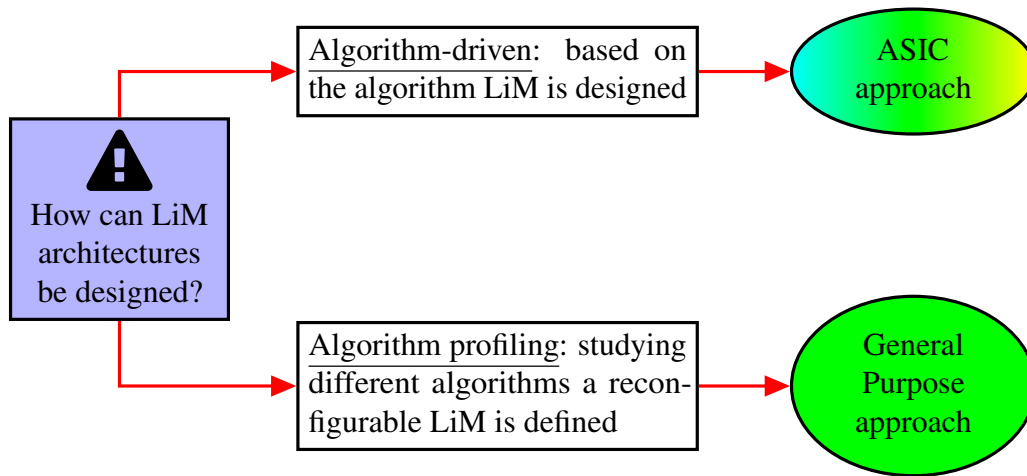 Algorithm-driven: based on
the algorithm LiM is designed
ASIC
approach
How can LiM
architectures
be designed?
Algorithm profiling: studying
different algorithms a recon-
figurable LiM is defined
General
Purpose
approach